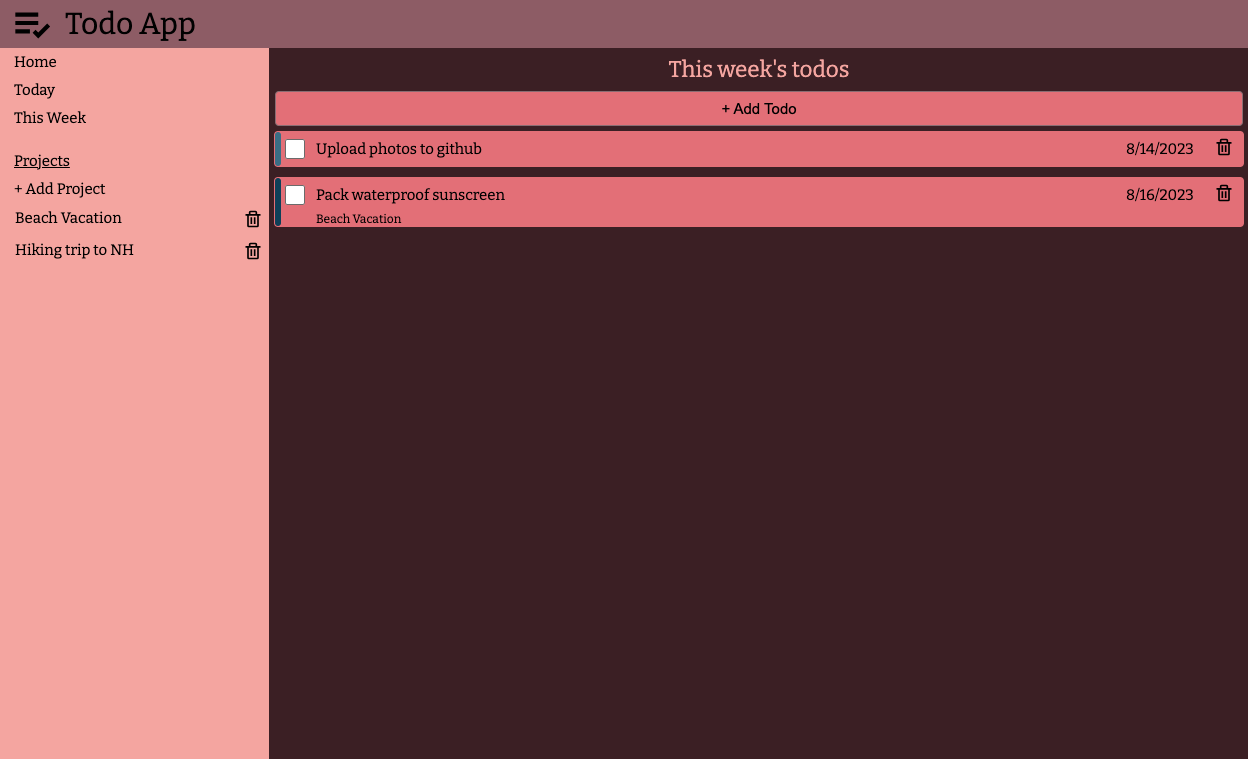 Todo App
Home
Today
This Week
Projects
+ Add Project
Beach Vacation
Hiking trip to NH
This week's todos
+ Add Todo
Upload photos to github 8/14/2023
Pack waterproof sunscreen 8/16/2023
Beach Vacation